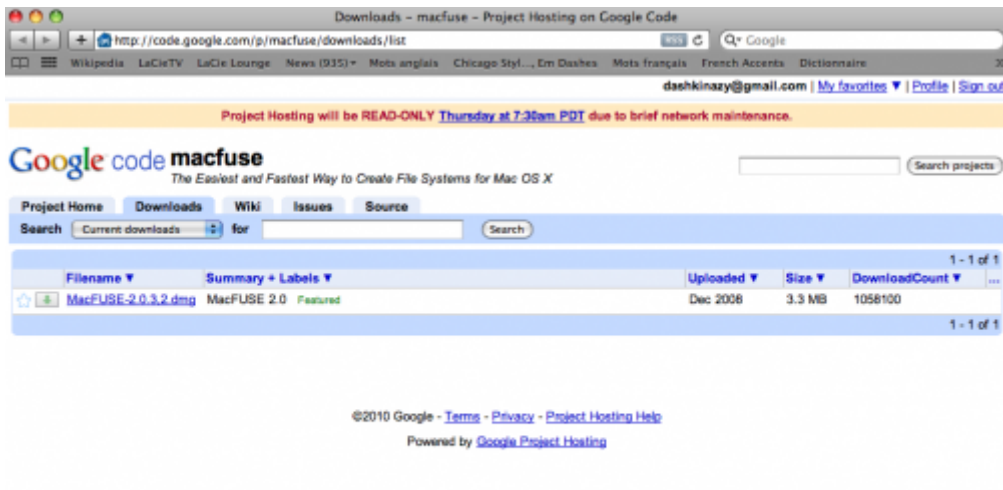 Downloads – macfuse – Project Hosting on Google Code
http://code.google.com/p/macfuse/downloads/list RSS Google
Wikipedia LaCieTV LaCie Lounge News (935) Mots anglais Chicago Styl..., Em Dashes Mots français French Accents Dictionnaire
dashkinazy@gmail.com | My favorites ▼ | Profile | Sign out
Project Hosting will be READ-ONLY Thursday at 7:30am PDT due to brief network maintenance.
Google code macfuse
The Easiest and Fastest Way to Create File Systems for Mac OS X
Search projects
Project Home Downloads Wiki Issues Source
Search Current downloads for Search
1 - 1 of 1
Filename ▼ Summary + Labels ▼ Uploaded ▼ Size ▼ DownloadCount ▼ ...
MacFUSE-2.0.3,2.dmg MacFUSE 2.0 Featured Dec 2008 3.3 MB 1058100
1 - 1 of 1
©2010 Google - Terms - Privacy - Project Hosting Help
Powered by Google Project Hosting